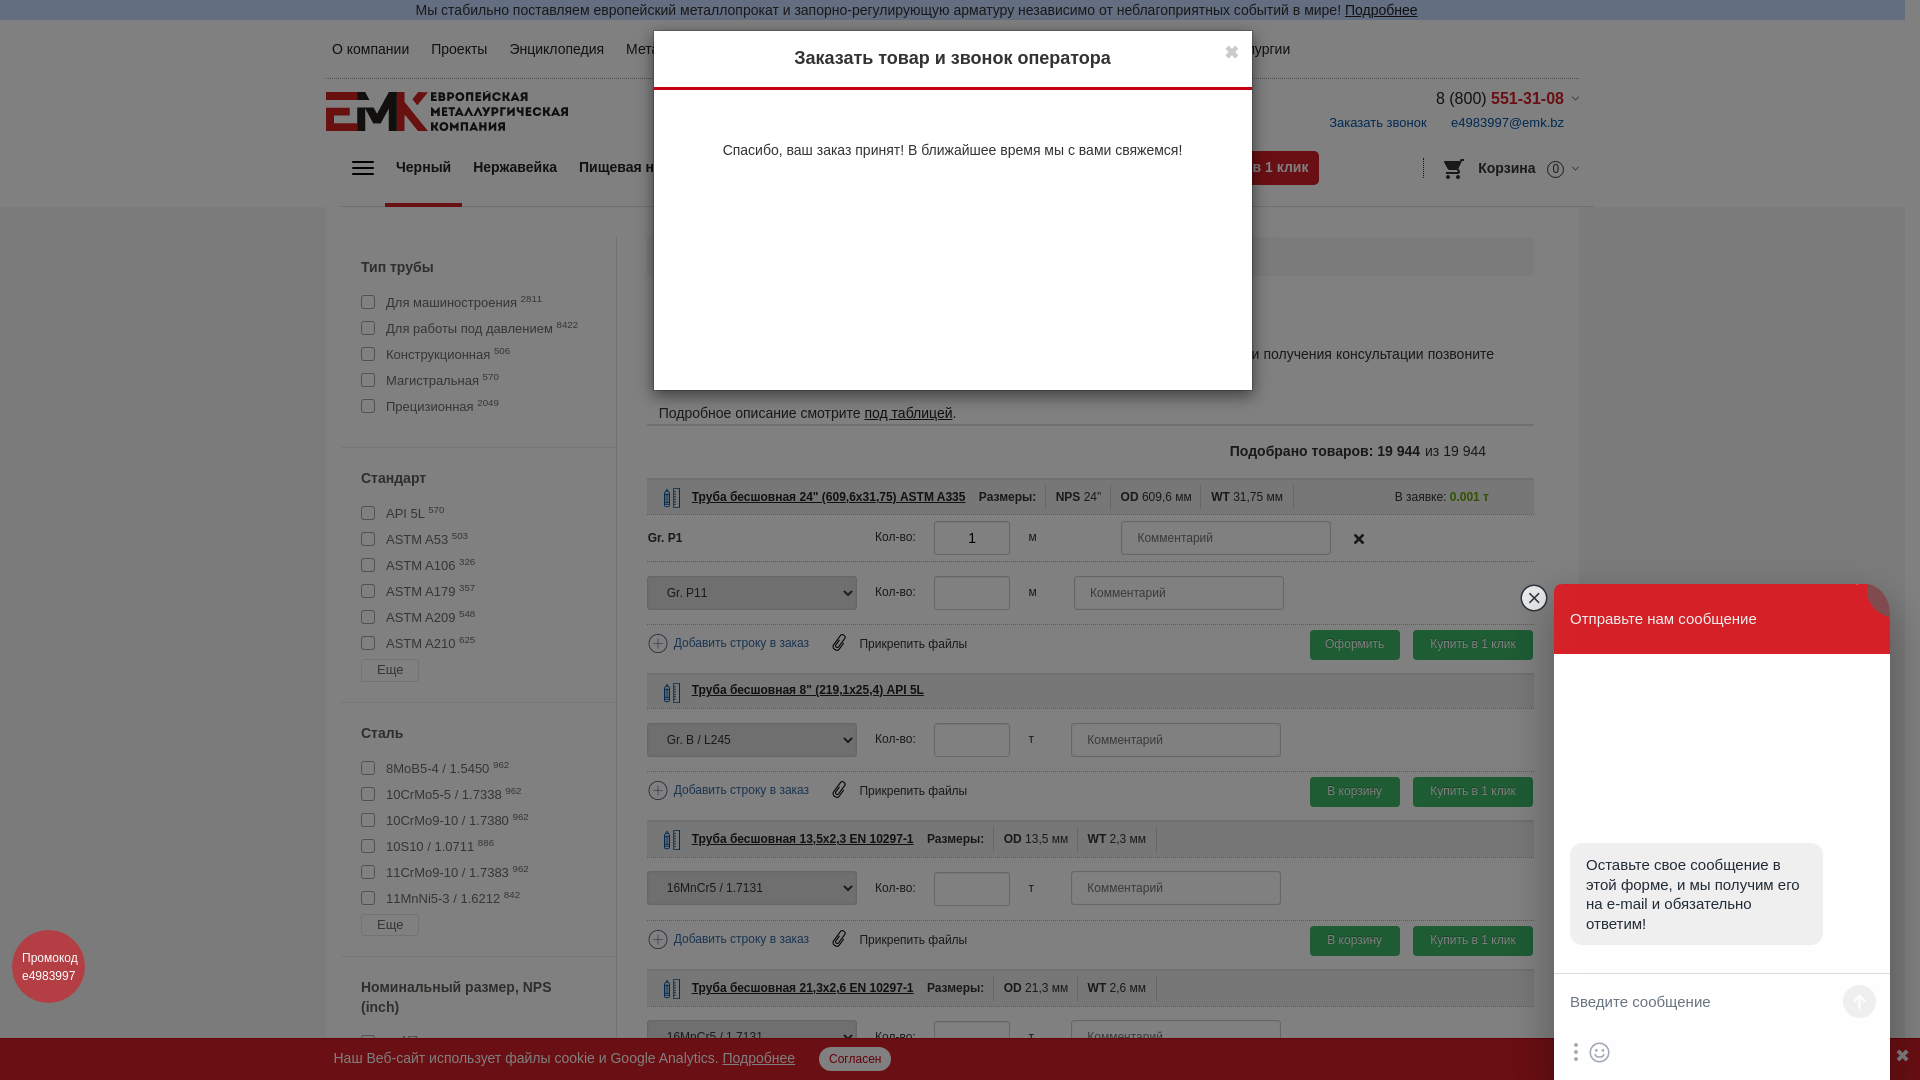 Мы стабильно поставляем европейский металлопрокат и запорно-регулирующую арматуру независимо от неблагоприятных событий в мире! Подробнее
О компании Проекты Энциклопедия
Заказать товар и звонок оператора
Спасибо, ваш заказ принят! В ближайшее время мы с вами свяжемся!
ЕМК ЕВРОПЕЙСКАЯ
МЕТАЛЛУРГИЧЕСКАЯ
КОМПАНИЯ
8 (800) 551-31-08
Заказать звонок e4983997@emk.bz
Черный Нержавейка Пищевая
в 1 клик
Корзина 0
Тип трубы
Для машиностроения 2811
Для работы под давлением 8422
Конструкционная 506
Магистральная 570
Прецизионная 2049
Стандарт
API 5L 570
ASTM A53 503
ASTM A106 326
ASTM A179 357
ASTM A209 548
ASTM A210 625
Еще
Сталь
8MoB5-4 / 1.5450 962
10CrMo5-5 / 1.7338 962
10CrMo9-10 / 1.7380 962
10S10 / 1.0711 886
11CrMo9-10 / 1.7383 962
11MnNi5-3 / 1.6212 842
Еще
Номинальный размер, NPS
(inch)
и получения консультации позвоните
Подробное описание смотрите под таблицей.
Подобрано товаров: 19 944 из 19 944
Труба бесшовная 24" (609,6x31,75) ASTM A335 Размеры: NPS 24" OD 609,6 мм WT 31,75 мм В заявке: 0.001 т
Gr. P1 Кол-во: 1 м Комментарий
Gr. P11 Кол-во: м Комментарий
Добавить строку в заказ Прикрепить файлы Оформить Купить в 1 клик
Труба бесшовная 8" (219,1x25,4) API 5L
Gr. B / L245 Кол-во: т Комментарий
Добавить строку в заказ Прикрепить файлы В корзину Купить в 1 клик
Труба бесшовная 13,5x2,3 EN 10297-1 Размеры: OD 13,5 мм WT 2,3 мм
16MnCr5 / 1.7131 Кол-во: т Комментарий
Добавить строку в заказ Прикрепить файлы В корзину Купить в 1 клик
Труба бесшовная 21,3x2,6 EN 10297-1 Размеры: OD 21,3 мм WT 2,6 мм
16MnCr5 / 1.7131 Кол-во: т Комментарий
Промокод
e4983997
Наш Веб-сайт использует файлы cookie и Google Analytics. Подробнее Согласен
Отправьте нам сообщение
Оставьте свое сообщение в
этой форме, и мы получим его
на e-mail и обязательно
ответим!
Введите сообщение